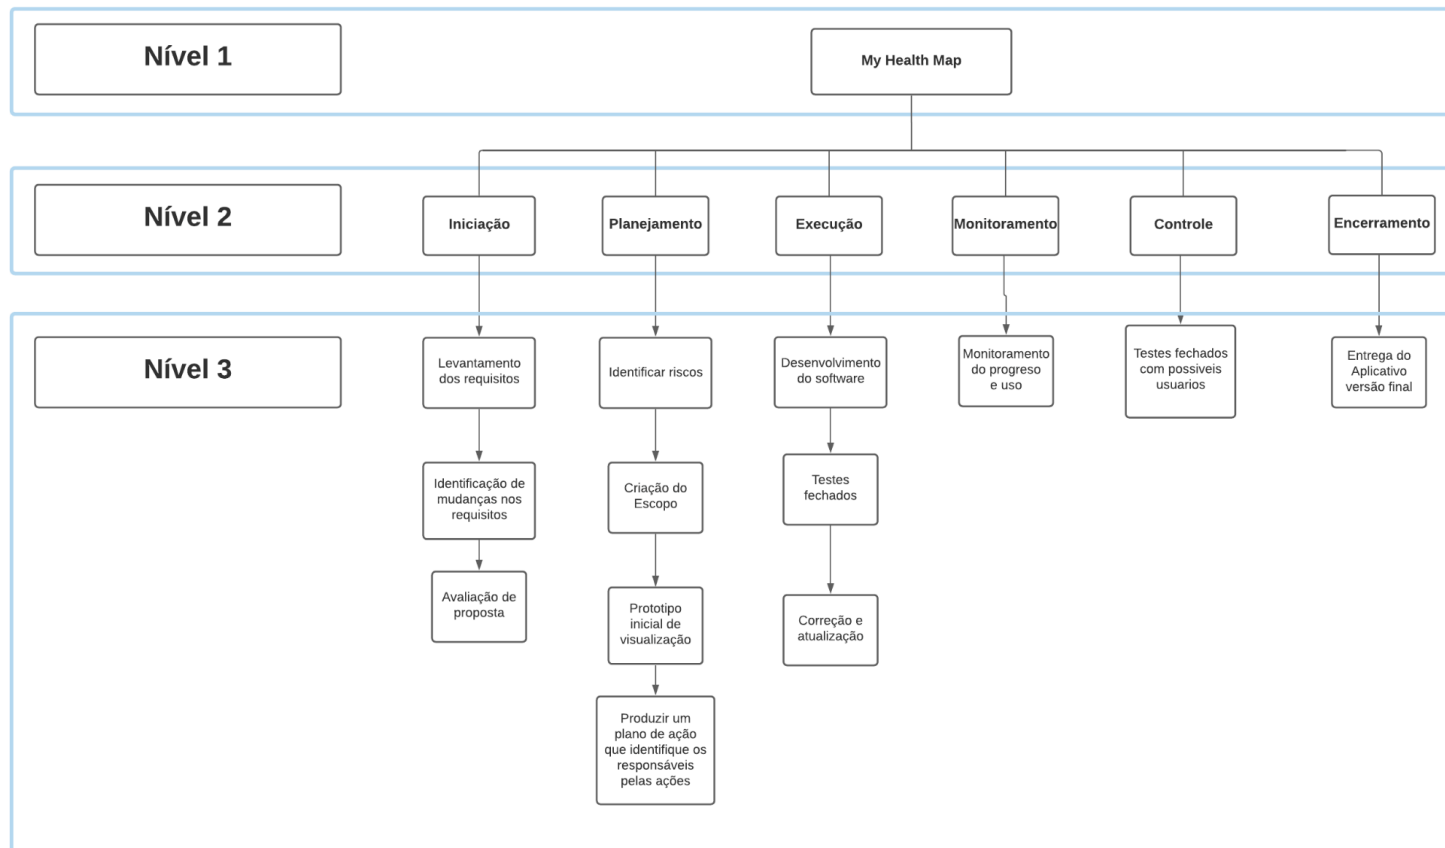 Nível 1
My Health Map
Nível 2
Iniciação
Planejamento
Execução
Monitoramento
Controle
Encerramento
Nível 3
Levantamento
dos requisitos
Identificar riscos
Desenvolvimento
do software
Monitoramento
do progreso
e uso
Testes fechados
com possiveis
usuarios
Entrega do
Aplicativo
versão final
Identificação de
mudanças nos
requisitos
Criação do
Escopo
Testes
fechados
Avaliação de
proposta
Prototipo
inicial de
visualização
Correção e
atualização
Produzir um
plano de ação
que identifique os
responsáveis
pelas ações